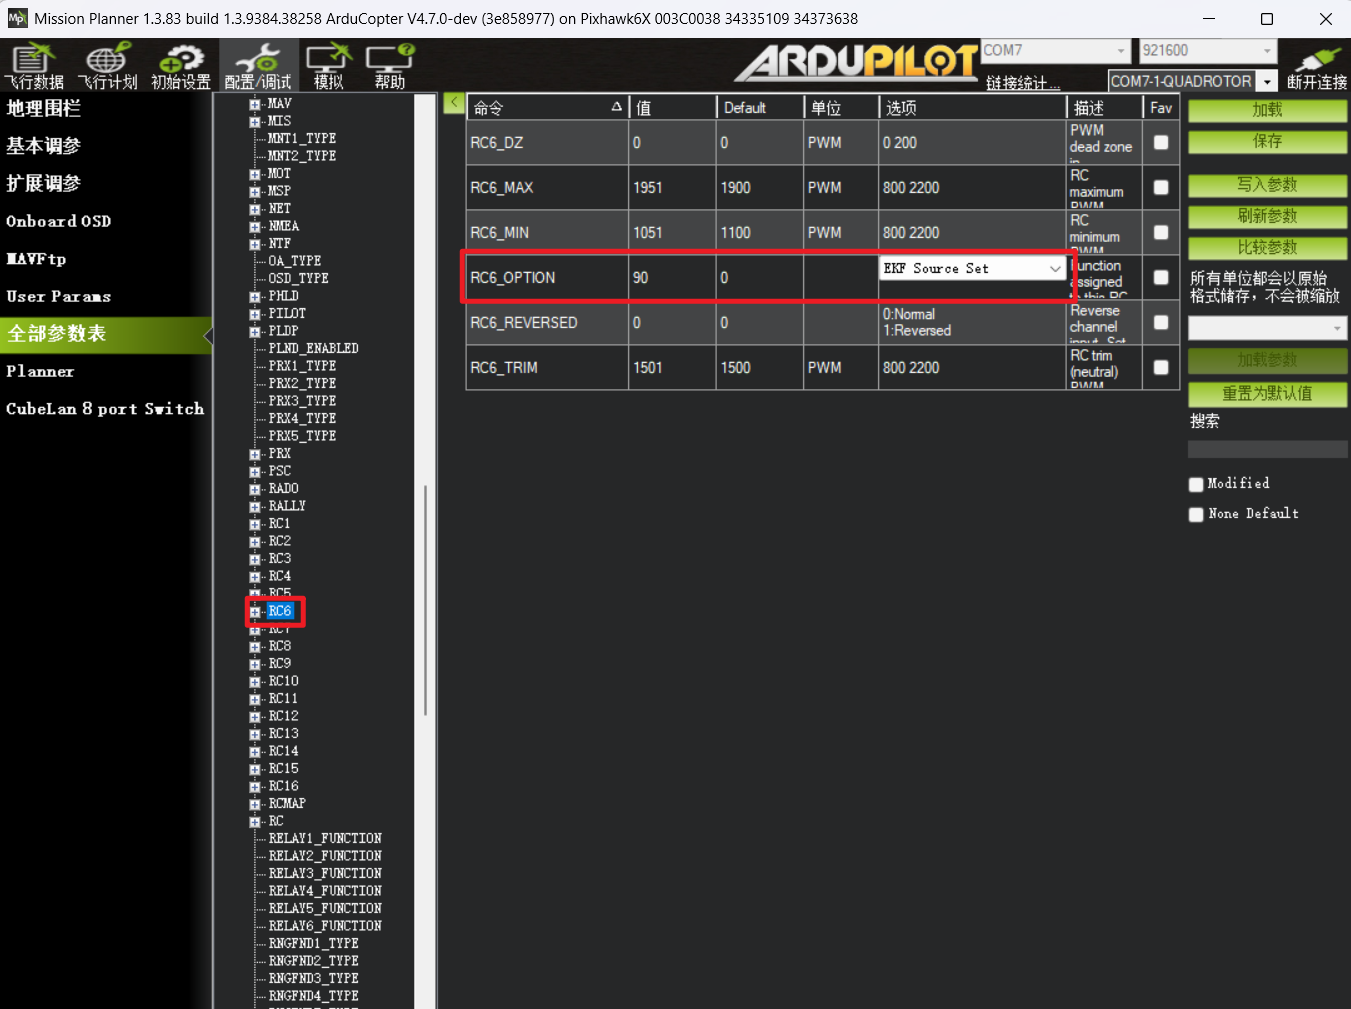 Mission Planner 1.3.83 build 1.3.9384.38258 ArduCopter V4.7.0-dev (3e858977) on Pixhawk6X 003C0038 34335109 34373638
飞行数据 飞行计划 初始设置 配置/调试 模拟 帮助
ARDUPILOT
COM7 921600
链接统计...
COM7-1-QUADROTOR
断开连接
地理围栏
基本调参
扩展调参
Onboard OSD
MAVFtp
User Params
全部参数表
Planner
CubeLan 8 port Switch
MAV
MIS
MNT1_TYPE
MNT2_TYPE
MOT
MSP
NET
NMEA
NTF
OA_TYPE
OSD_TYPE
PHLD
PILOT
PLDP
PLND_ENABLED
PRX1_TYPE
PRX2_TYPE
PRX3_TYPE
PRX4_TYPE
PRX5_TYPE
PRX
PSC
RADO
RALLY
RC1
RC2
RC3
RC4
RC5
RC6
RC7
RC8
RC9
RC10
RC11
RC12
RC13
RC14
RC15
RC16
RCMAP
RC
RELAY1_FUNCTION
RELAY2_FUNCTION
RELAY3_FUNCTION
RELAY4_FUNCTION
RELAY5_FUNCTION
RELAY6_FUNCTION
RNGFND1_TYPE
RNGFND2_TYPE
RNGFND3_TYPE
RNGFND4_TYPE
命令 值 Default 单位 选项 描述 Fav
RC6_DZ 0 0 PWM 0 200 PWM
dead zone
in
RC6_MAX 1951 1900 PWM 800 2200 RC
maximum
PWM
RC6_MIN 1051 1100 PWM 800 2200 RC
minimum
PWM
RC6_OPTION 90 0 EKF Source Set Function
assigned
to this RC
RC6_REVERSED 0 0 0:Normal
1:Reversed
Reverse
channel
input. Set
RC6_TRIM 1501 1500 PWM 800 2200 RC trim
(neutral)
PWM
加载
保存
写入参数
刷新参数
比较参数
所有单位都会以原始
格式储存，不会被缩放
加载参数
重置为默认值
搜索
Modified
None Default